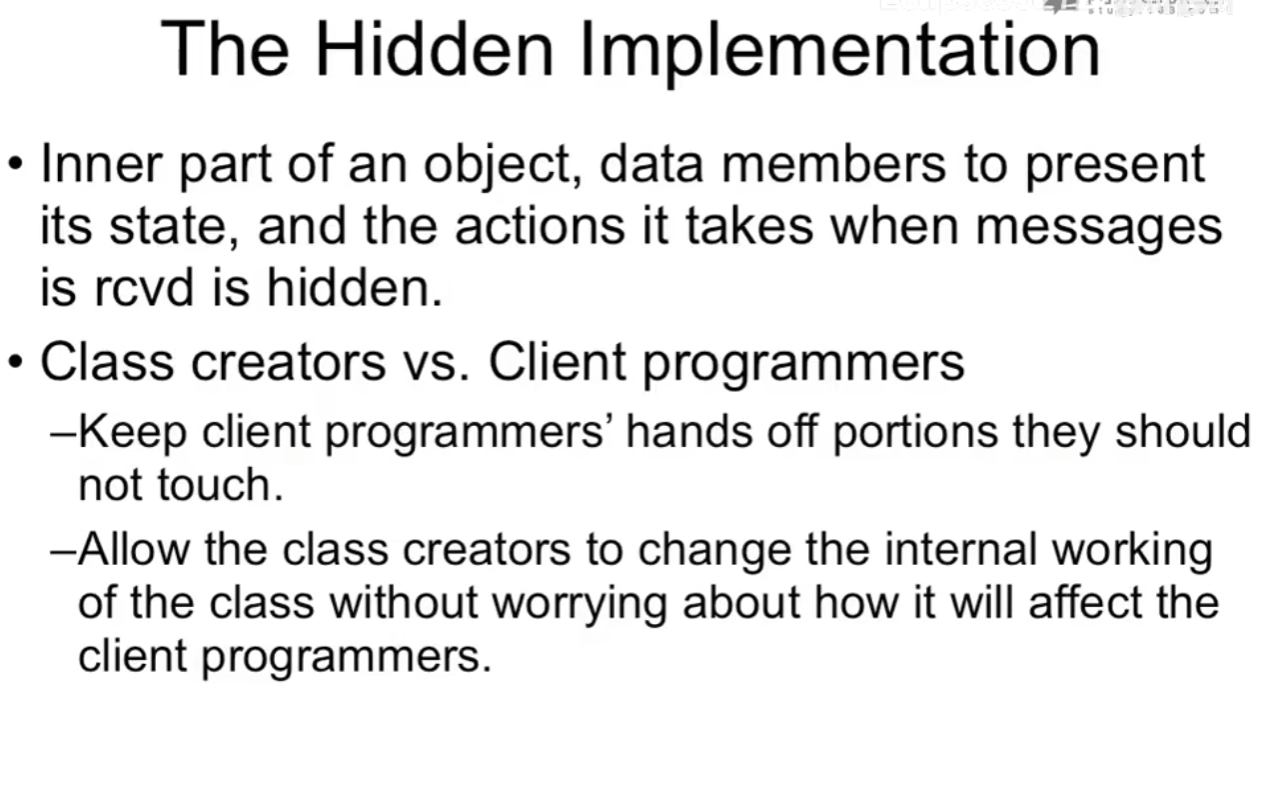 The Hidden Implementation
• Inner part of an object, data members to present
its state, and the actions it takes when messages
is rcvd is hidden.
• Class creators vs. Client programmers
–Keep client programmers’ hands off portions they should
not touch.
–Allow the class creators to change the internal working
of the class without worrying about how it will affect the
client programmers.